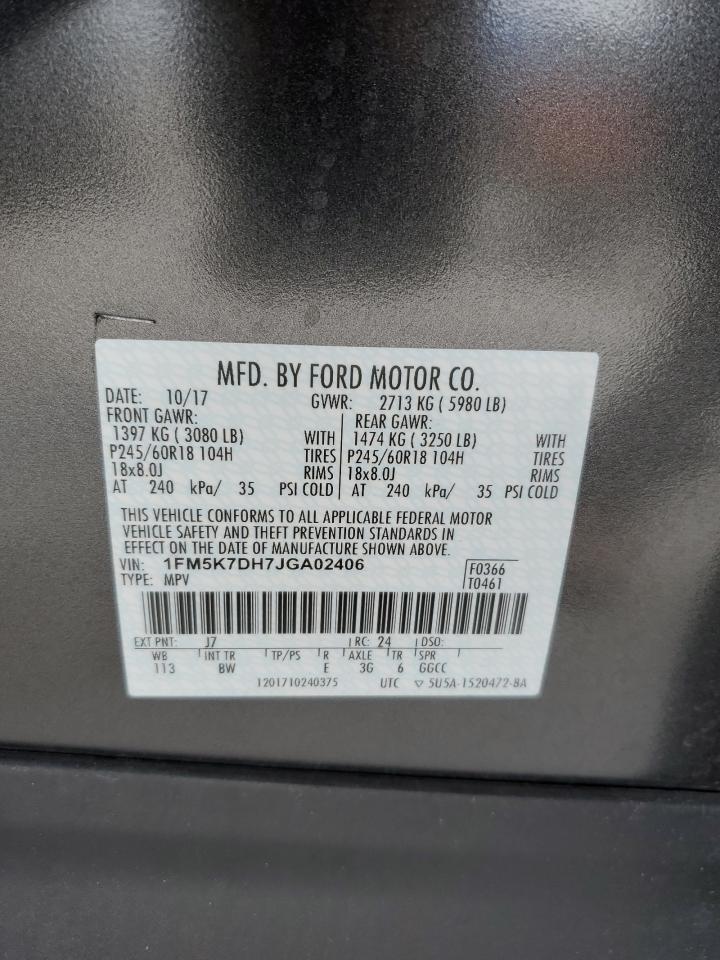 MFD. BY FORD MOTOR CO.
DATE: 10/17 GVWR: 2713 KG ( 5980 LB)
FRONT GAWR: REAR GAWR:
1397 KG ( 3080 LB) WITH 1474 KG ( 3250 LB) WITH
P245/60R18 104H TIRES P245/60R18 104H TIRES
18x8.0J RIMS 18x8.0J RIMS
AT 240 kPa/ 35 PSI COLD AT 240 kPa/ 35 PSI COLD
THIS VEHICLE CONFORMS TO ALL APPLICABLE FEDERAL MOTOR
VEHICLE SAFETY AND THEFT PREVENTION STANDARDS IN
EFFECT ON THE DATE OF MANUFACTURE SHOWN ABOVE.
VIN: 1FM5K7DH7JGA02406 F0366
TYPE: MPV T0461
EXT PNT: J7 RC: 24 DSO:
WB INT TR TP/PS R AXLE TR SPR
113 BW E 3G 6 GGCC
1201710240375 UTC ▽ 5U5A-1520472-8A